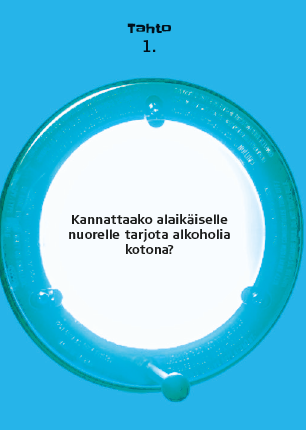 Tahto
1.
Kannattaako alaikäiselle
nuorelle tarjota alkoholia
kotona?